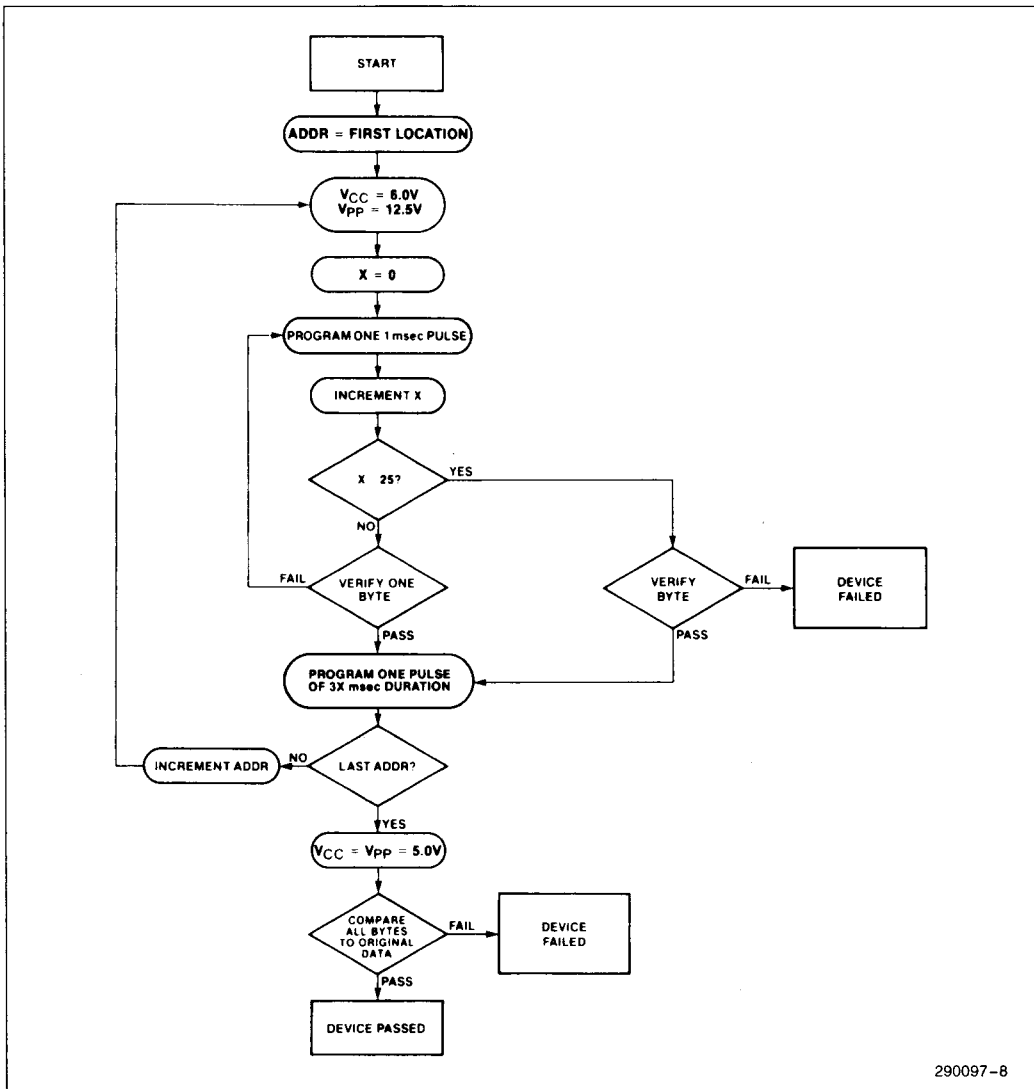 START
ADDR = FIRST LOCATION
VCC = 6.0V
VPP = 12.5V
X = 0
PROGRAM ONE 1 msec PULSE
INCREMENT X
X 25?
YES
NO
VERIFY ONE
BYTE
FAIL
PASS
VERIFY
BYTE
FAIL
PASS
DEVICE
FAILED
PROGRAM ONE PULSE
OF 3X msec DURATION
LAST ADDR?
NO
INCREMENT ADDR
YES
VCC = VPP = 5.0V
COMPARE
ALL BYTES
TO ORIGINAL
DATA
FAIL
DEVICE
FAILED
PASS
DEVICE PASSED
290097-8